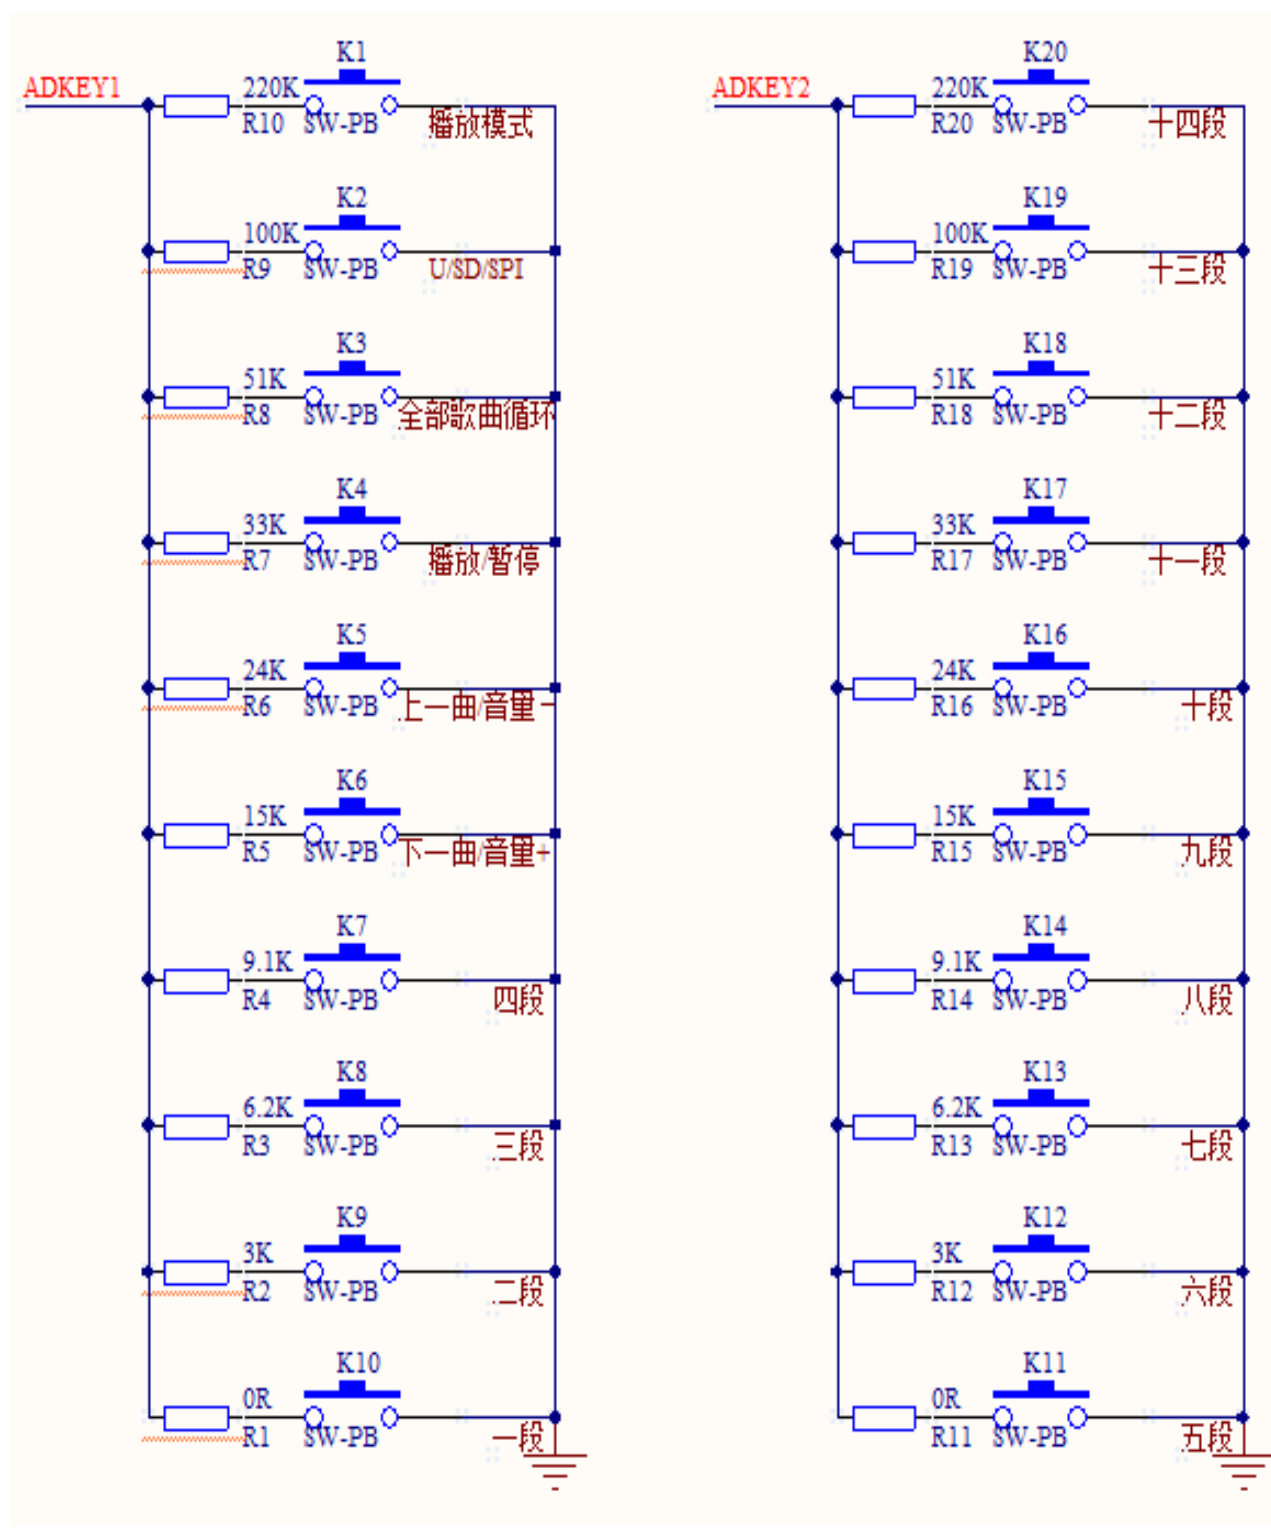 K1
ADKEY1
220K
R10 SW-PB 播放模式
K2
100K
R9 SW-PB U/SD/SPI
K3
51K
R8 SW-PB 全部歌曲循环
K4
33K
R7 SW-PB 播放/暂停
K5
24K
R6 SW-PB 上一曲/音量-
K6
15K
R5 SW-PB 下一曲/音量+
K7
9.1K
R4 SW-PB 四段
K8
6.2K
R3 SW-PB 三段
K9
3K
R2 SW-PB 二段
K10
0R
R1 SW-PB 一段
K20
ADKEY2
220K
R20 SW-PB 十四段
K19
100K
R19 SW-PB 十三段
K18
51K
R18 SW-PB 十二段
K17
33K
R17 SW-PB 十一段
K16
24K
R16 SW-PB 十段
K15
15K
R15 SW-PB 九段
K14
9.1K
R14 SW-PB 八段
K13
6.2K
R13 SW-PB 七段
K12
3K
R12 SW-PB 六段
K11
0R
R11 SW-PB 五段